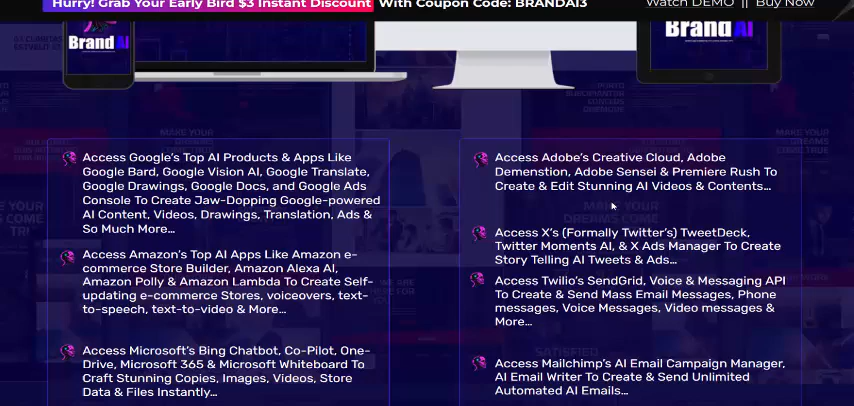 Hurry! Grab Your Early Bird $3 Instant Discount With Coupon Code: BRANDAI3
Watch DEMO || Buy Now
Brand AI
Brand AI
Access Google's Top AI Products & Apps Like
Google Bard, Google Vision AI, Google Translate,
Google Drawings, Google Docs, and Google Ads
Console To Create Jaw-Dopping Google-powered
AI Content, Videos, Drawings, Translation, Ads &
So Much More...
Access Amazon's Top AI Apps Like Amazon e-
commerce Store Builder, Amazon Alexa AI,
Amazon Polly & Amazon Lambda To Create Self-
updating e-commerce Stores, voiceovers, text-
to-speech, text-to-video & More...
Access Microsoft's Bing Chatbot, Co-Pilot, One-
Drive, Microsoft 365 & Microsoft Whiteboard To
Craft Stunning Copies, Images, Videos, Store
Data & Files Instantly...
Access Adobe's Creative Cloud, Adobe
Demenstion, Adobe Sensei & Premiere Rush To
Create & Edit Stunning AI Videos & Contents...
Access X's (Formally Twitter's) TweetDeck,
Twitter Moments AI, & X Ads Manager To Create
Story Telling AI Tweets & Ads...
Access Twilio's SendGrid, Voice & Messaging API
To Create & Send Mass Email Messages, Phone
messages, Voice Messages, Video messages &
More...
Access Mailchimp's AI Email Campaign Manager,
AI Email Writer To Create & Send Unlimited
Automated AI Emails...